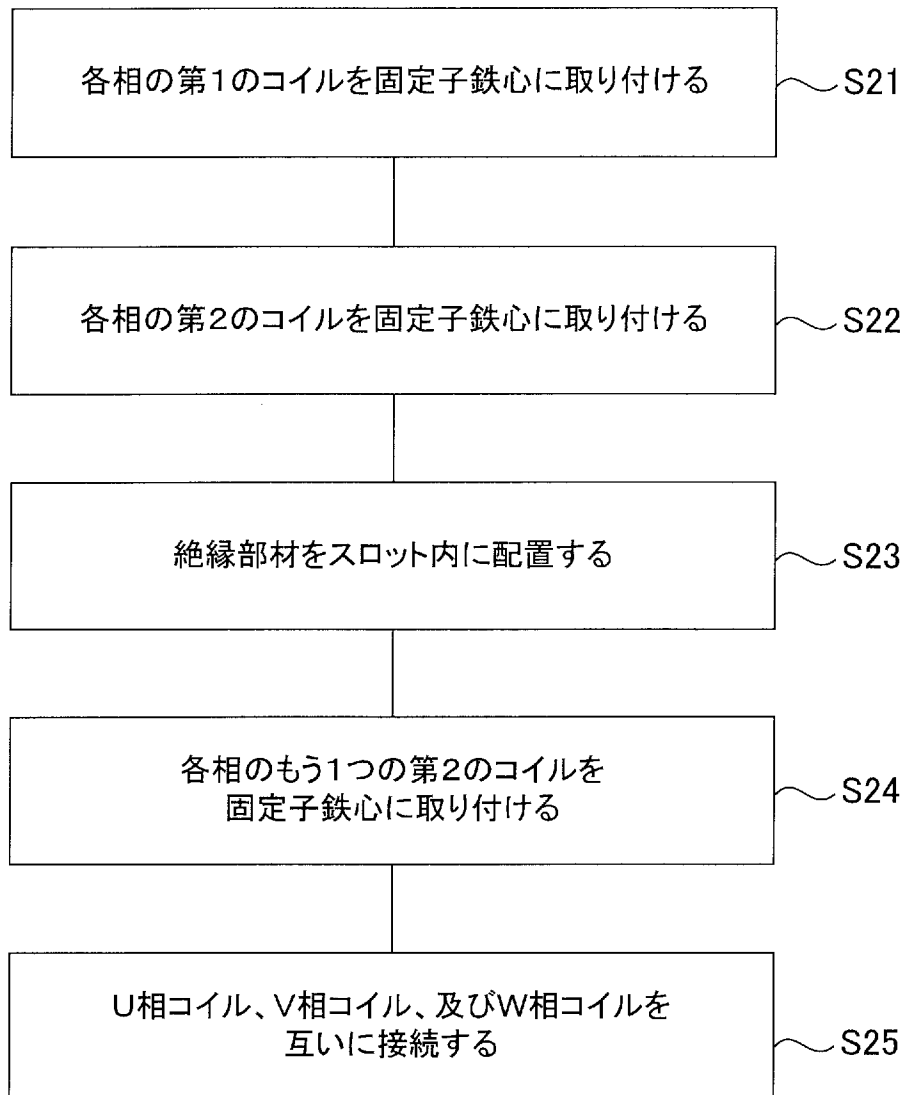 各相の第1のコイルを固定子鉄心に取り付ける
S21
各相の第2のコイルを固定子鉄心に取り付ける
S22
絶縁部材をスロット内に配置する
S23
各相のもう1つの第2のコイルを
固定子鉄心に取り付ける
S24
U相コイル、V相コイル、及びW相コイルを
互いに接続する
S25